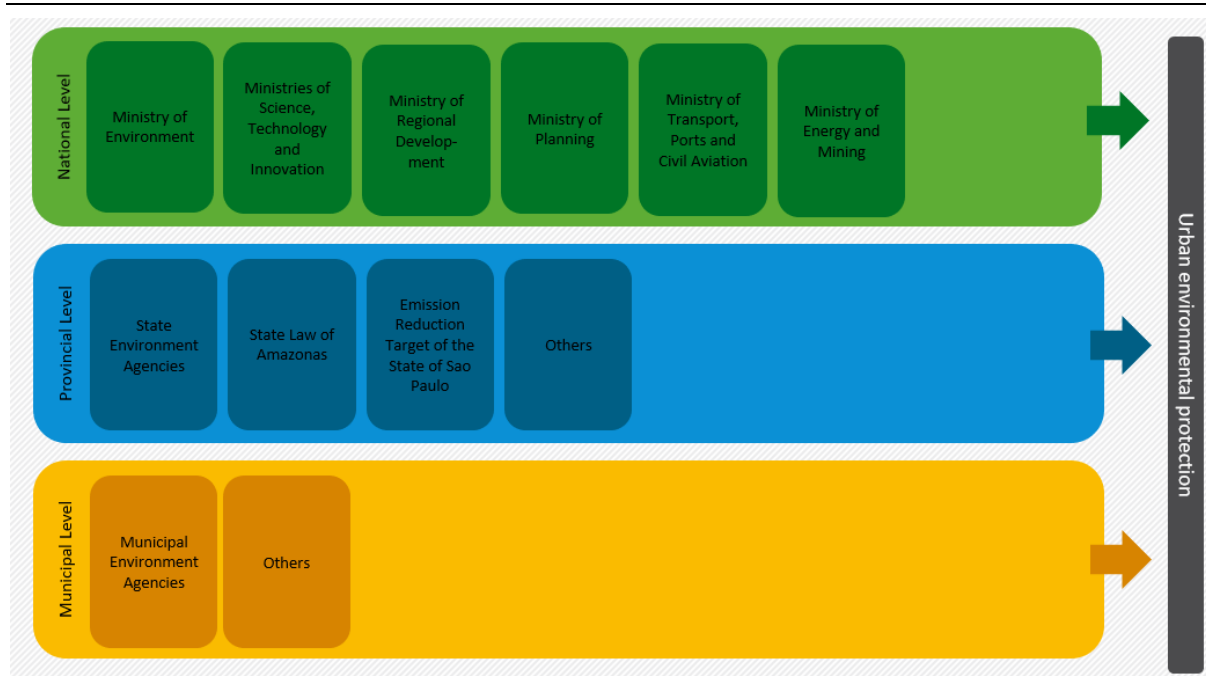 National Level
Ministry of
Environment
Ministries of
Science,
Technology
and
Innovation
Ministry of
Regional
Develop-
ment
Ministry of
Planning
Ministry of
Transport,
Ports and
Civil Aviation
Ministry of
Energy and
Mining
Provincial Level
State
Environment
Agencies
State Law of
Amazonas
Emission
Reduction
Target of the
State of Sao
Paulo
Others
Municipal Level
Municipal
Environment
Agencies
Others
Urban environmental protection